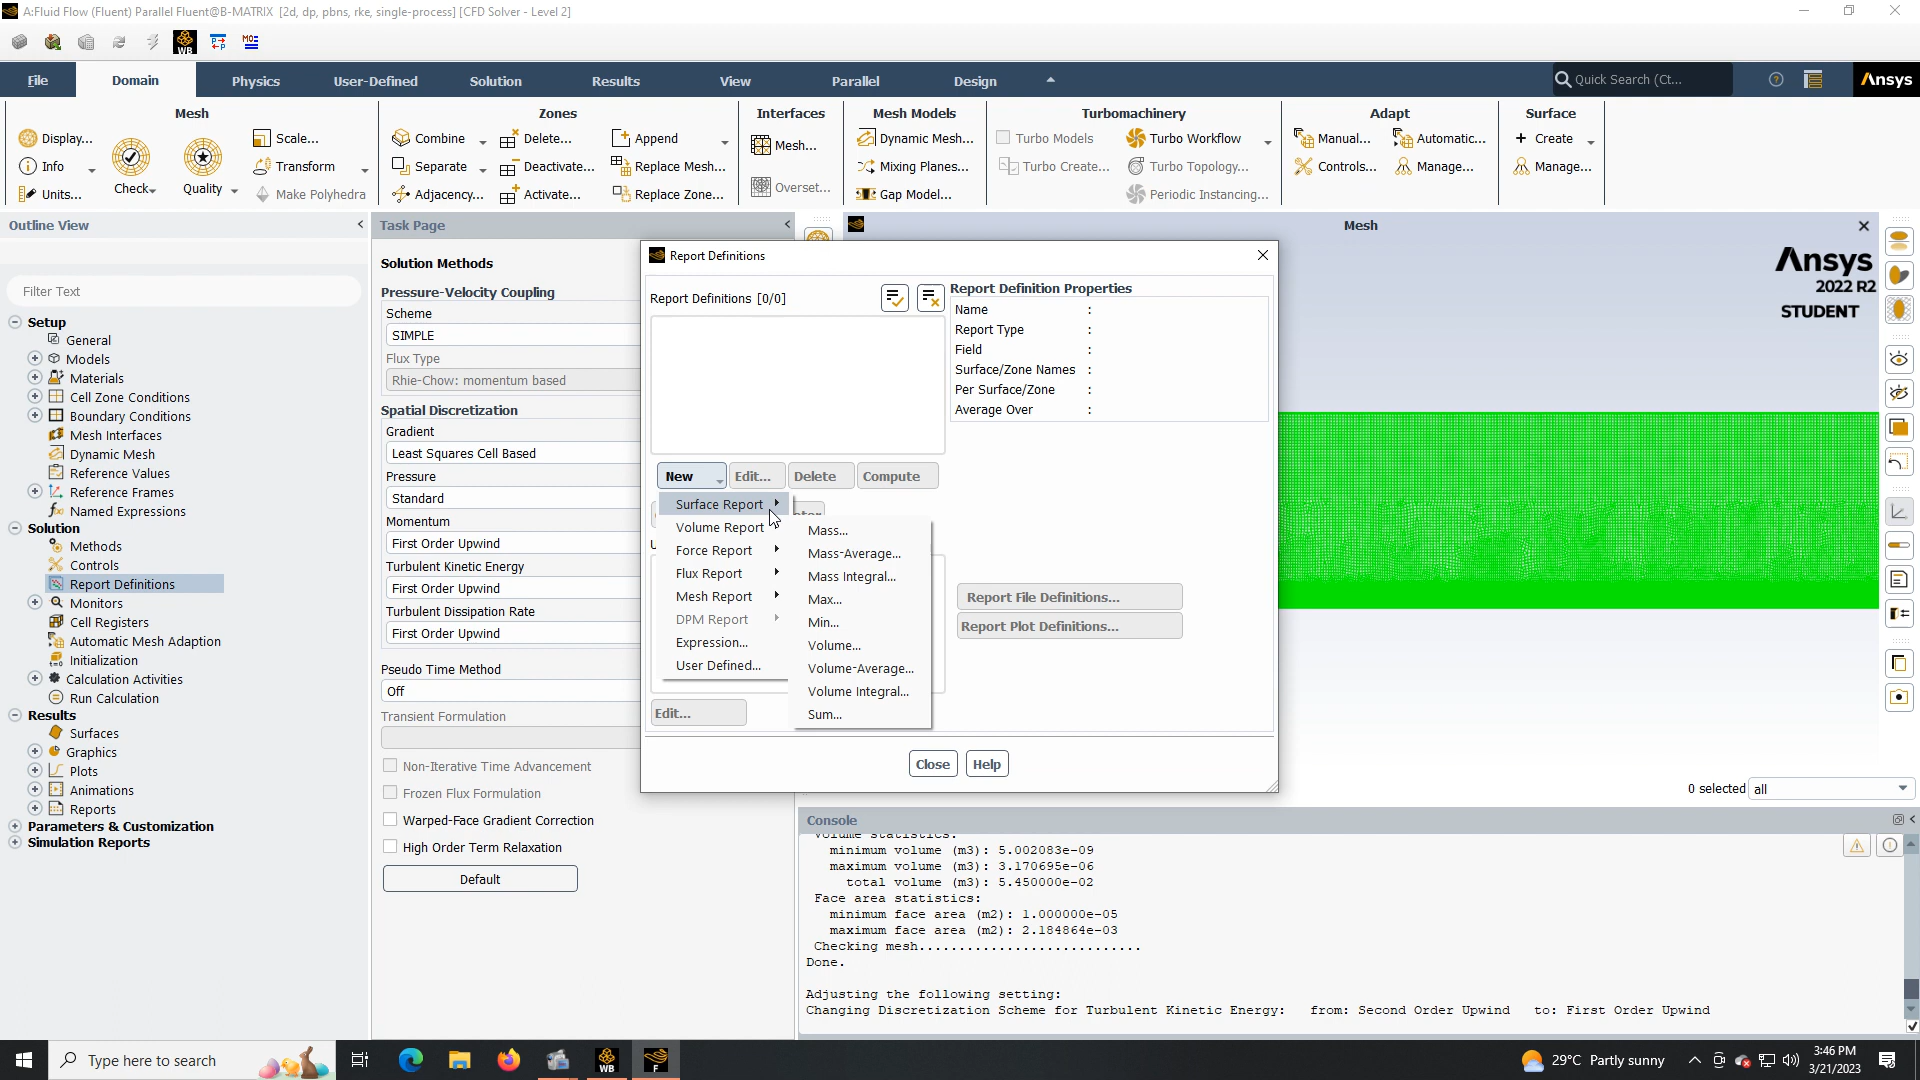 A:Fluid Flow (Fluent) Parallel Fluent@B-MATRIX [2d, dp, pbns, rke, single-process] [CFD Solver - Level 2]
WB
File
Domain
Physics
User-Defined
Solution
Results
View
Parallel
Design
Quick Search (Ct...
Ansys
Mesh
Zones
Interfaces
Mesh Models
Turbomachinery
Adapt
Surface
Display...
Info
Units...
Check
Quality
Scale...
Transform
Make Polyhedra
Combine
Separate
Adjacency...
Delete...
Deactivate...
Activate...
Append
Replace Mesh...
Replace Zone...
Mesh...
Overset...
Dynamic Mesh...
Mixing Planes...
Gap Model...
Turbo Models
Turbo Create...
Turbo Workflow
Turbo Topology...
Periodic Instancing...
Manual...
Controls...
Automatic...
Manage...
Create
Manage...
Outline View
Filter Text
Setup
General
Models
Materials
Cell Zone Conditions
Boundary Conditions
Mesh Interfaces
Dynamic Mesh
Reference Values
Reference Frames
Named Expressions
Solution
Methods
Controls
Report Definitions
Monitors
Cell Registers
Automatic Mesh Adaption
Initialization
Calculation Activities
Run Calculation
Results
Surfaces
Graphics
Plots
Animations
Reports
Parameters & Customization
Simulation Reports
Task Page
Solution Methods
Pressure-Velocity Coupling
Scheme
SIMPLE
Flux Type
Rhie-Chow: momentum based
Spatial Discretization
Gradient
Least Squares Cell Based
Pressure
Standard
Momentum
First Order Upwind
Turbulent Kinetic Energy
First Order Upwind
Turbulent Dissipation Rate
First Order Upwind
Pseudo Time Method
Off
Transient Formulation
Non-Iterative Time Advancement
Frozen Flux Formulation
Warped-Face Gradient Correction
High Order Term Relaxation
Default
Report Definitions
Report Definitions [0/0]
Report Definition Properties
Name :
Report Type :
Field :
Surface/Zone Names :
Per Surface/Zone :
Average Over :
New
Edit...
Delete
Compute
Surface Report
Volume Report
Force Report
Flux Report
Mesh Report
DPM Report
Expression...
User Defined...
Mass...
Mass-Average...
Mass Integral...
Max...
Min...
Volume...
Volume-Average...
Volume Integral...
Sum...
Edit...
Report File Definitions...
Report Plot Definitions...
Close
Help
Mesh
Ansys
2022 R2
STUDENT
0 selected
all
Console
minimum volume (m3): 5.002083e-09
maximum volume (m3): 3.170695e-06
total volume (m3): 5.450000e-02
Face area statistics:
minimum face area (m2): 1.000000e-05
maximum face area (m2): 2.184864e-03
Checking mesh............................
Done.
Adjusting the following setting:
Changing Discretization Scheme for Turbulent Kinetic Energy: from: Second Order Upwind to: First Order Upwind
Type here to search
WB
F
29°C Partly sunny
3:46 PM
3/21/2023